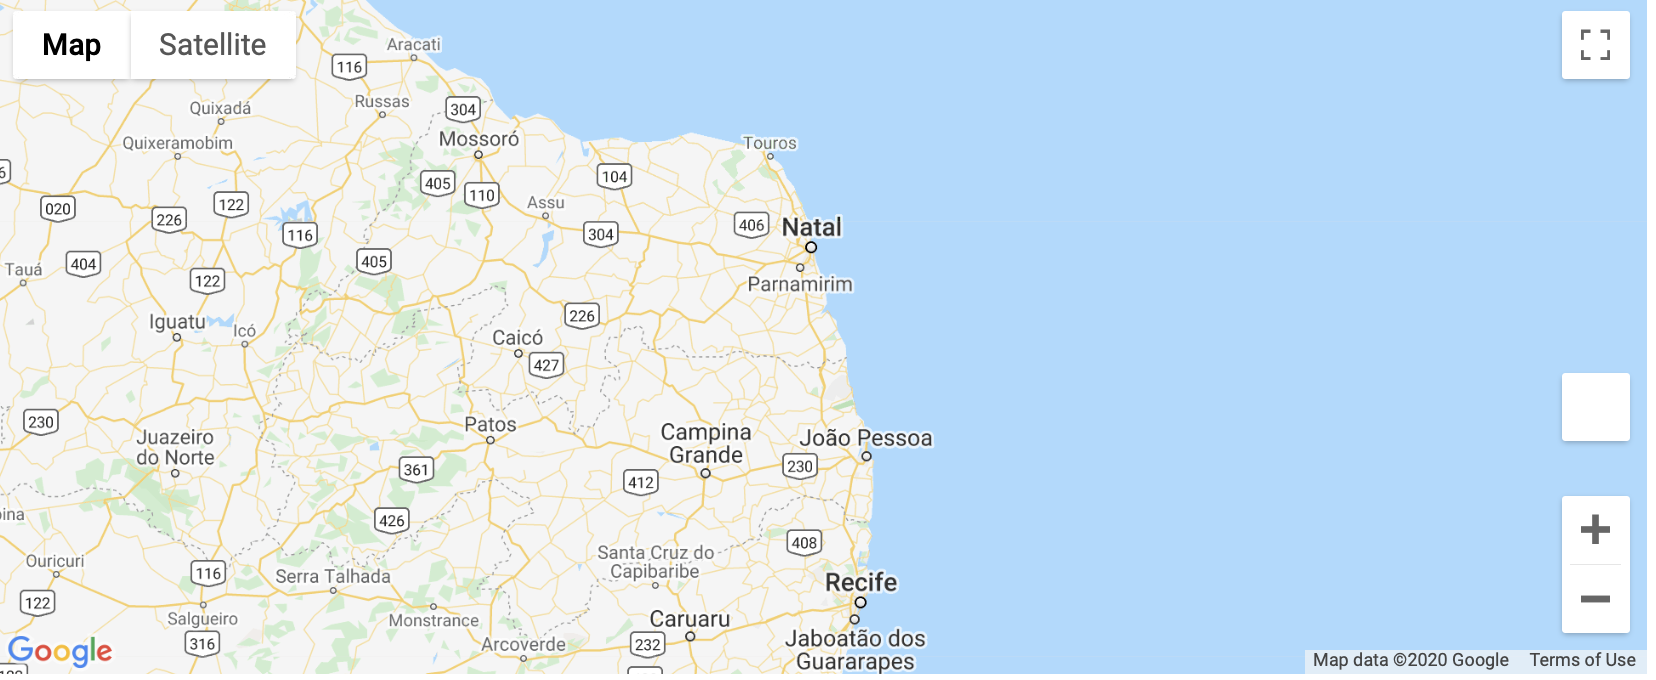 Map
Satellite
Aracati
116
Russas
Quixadá
304
Quixeramobim
Mossoró
Touros
405
110
104
020
226
122
Assu
406
Natal
116
304
404
405
Tauá
122
Parnamirim
Iguatu
Icó
226
Caicó
427
230
Juazeiro
do Norte
Patos
Campina
Grande
João Pessoa
361
412
230
426
408
Ouricuri
116
Serra Talhada
Santa Cruz do
Capibaribe
Recife
122
Salgueiro
Monstrance
Caruaru
316
Arcoverde
232
Jaboatão dos
Guararapes
Google
Map data ©2020 Google
Terms of Use